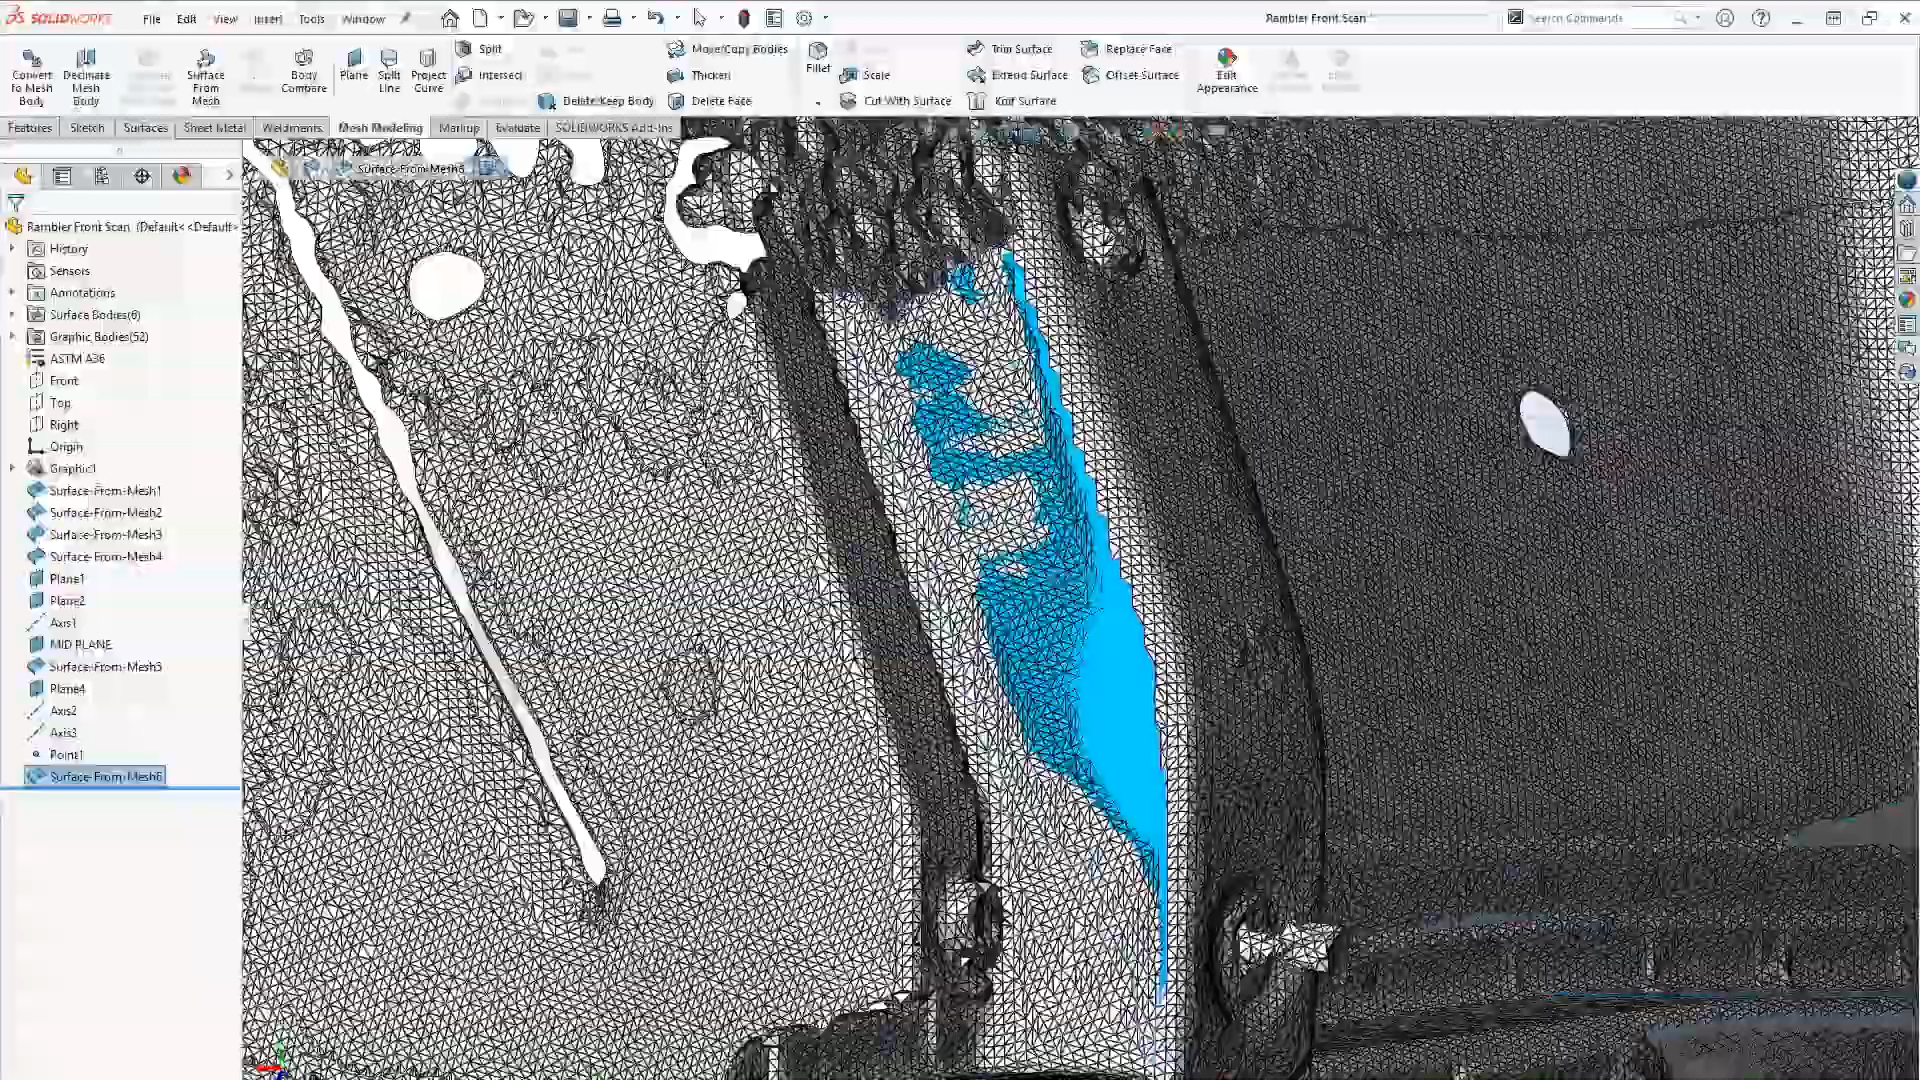 SOLIDWORKS File Edit View Insert Tools Window Rambler Front Scan Search Commands
Convert to Mesh Body
Decimate Mesh Body
Surface From Mesh
Body Compare
Plane
Split Line
Project Curve
Split
Intersect
Delete/Keep Body
Move/Copy Bodies
Thicken
Delete Face
Fillet
Scale
Cut With Surface
Trim Surface
Extend Surface
Knit Surface
Replace Face
Offset Surface
Edit Appearance
Features Sketch Surfaces Sheet Metal Weldments Mesh Modeling Markup Evaluate SOLIDWORKS Add-Ins
Surface-From-Mesh6
Rambler Front Scan (Default<<Default>
History
Sensors
Annotations
Surface Bodies(6)
Graphic Bodies(52)
ASTM A36
Front
Top
Right
Origin
Graphic1
Surface-From-Mesh1
Surface-From-Mesh2
Surface-From-Mesh3
Surface-From-Mesh4
Plane1
Plane2
Axis1
MID PLANE
Surface-From-Mesh5
Plane4
Axis2
Axis3
Point1
Surface-From-Mesh6